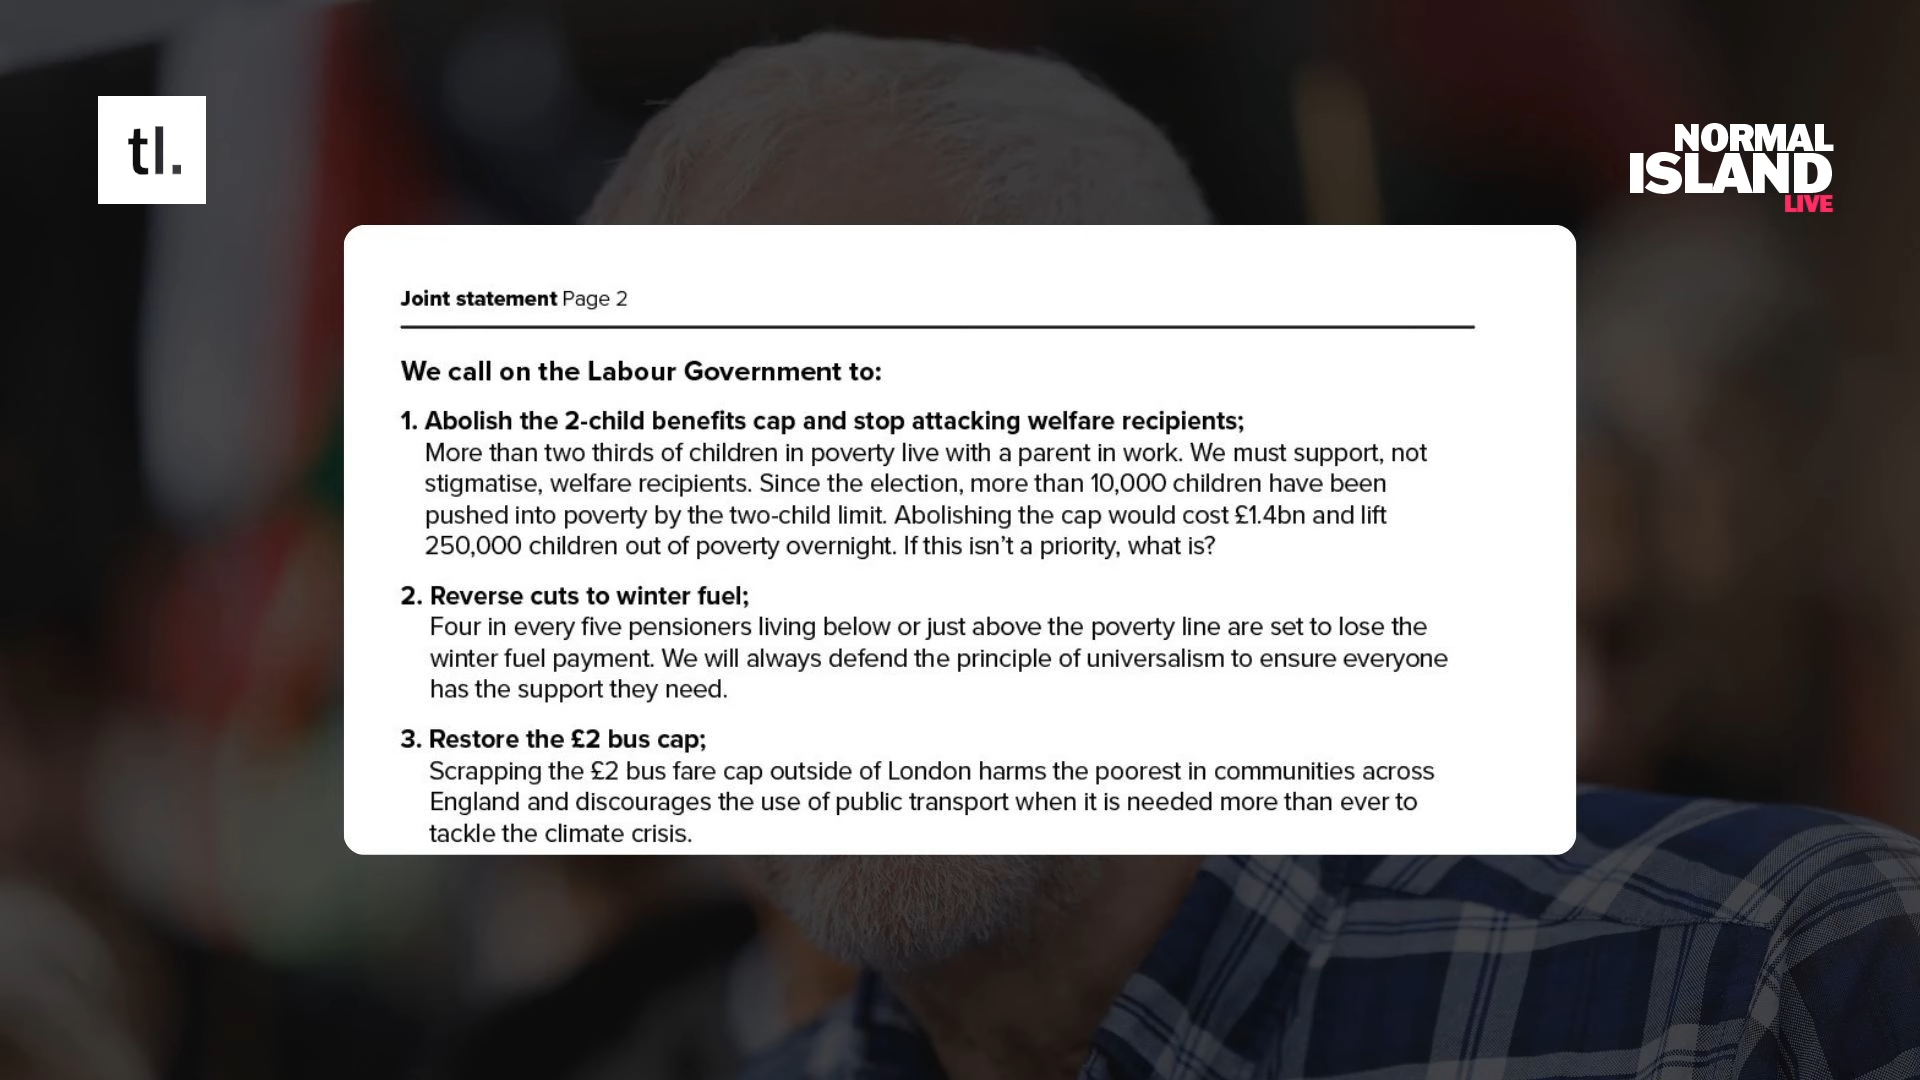 tl.
NORMAL
ISLAND
LIVE
Joint statement Page 2
We call on the Labour Government to:
1. Abolish the 2-child benefits cap and stop attacking welfare recipients;
More than two thirds of children in poverty live with a parent in work. We must support, not
stigmatise, welfare recipients. Since the election, more than 10,000 children have been
pushed into poverty by the two-child limit. Abolishing the cap would cost £1.4bn and lift
250,000 children out of poverty overnight. If this isn’t a priority, what is?
2. Reverse cuts to winter fuel;
Four in every five pensioners living below or just above the poverty line are set to lose the
winter fuel payment. We will always defend the principle of universalism to ensure everyone
has the support they need.
3. Restore the £2 bus cap;
Scrapping the £2 bus fare cap outside of London harms the poorest in communities across
England and discourages the use of public transport when it is needed more than ever to
tackle the climate crisis.